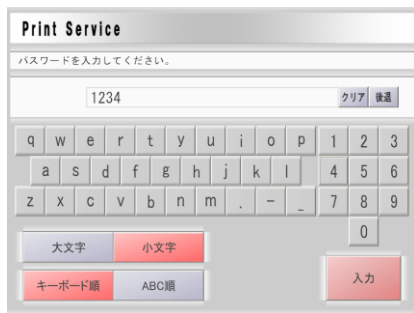 Print Service
パスワードを入力してください。
1234 クリア 後退
q w e r t y u i o p 1 2 3
a s d f g h j k l 4 5 6
z x c v b n m . - _ 7 8 9
0
大文字 小文字
キーボード順 ABC順 入力